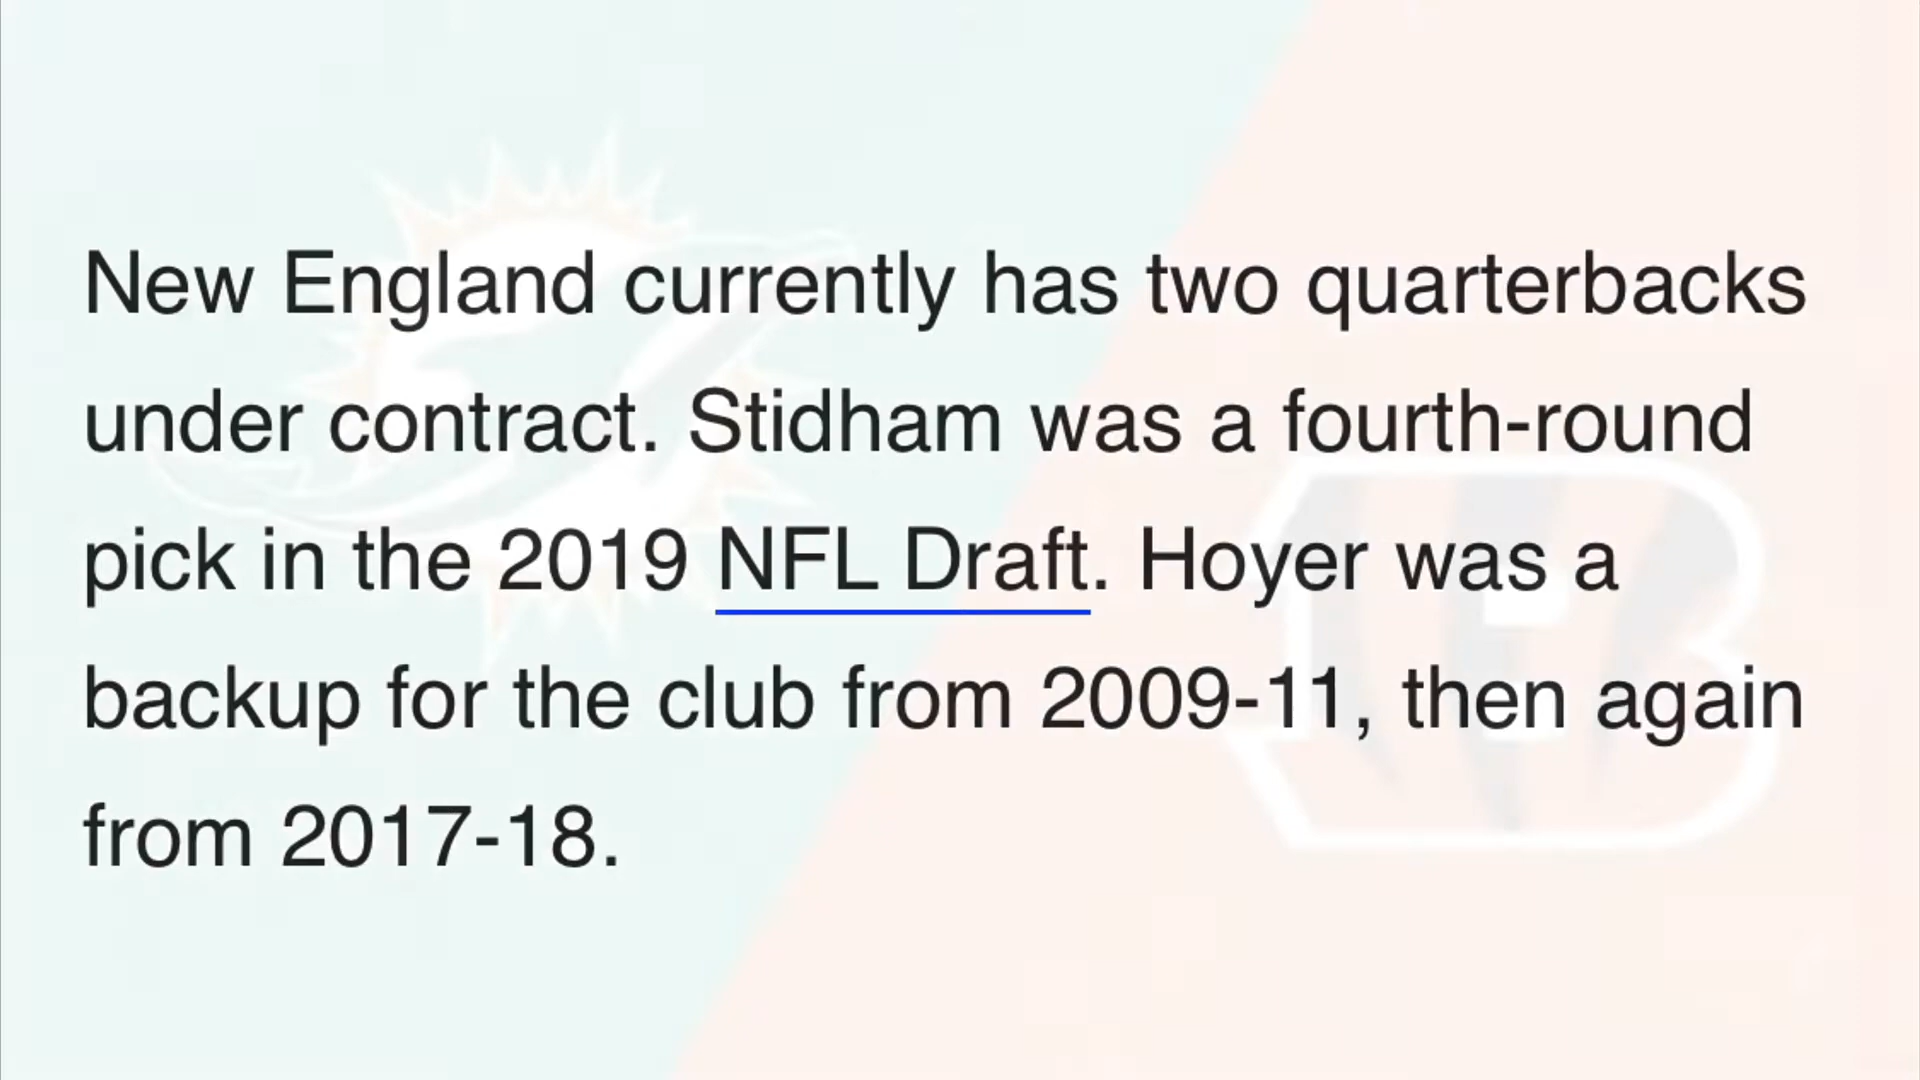 New England currently has two quarterbacks
under contract. Stidham was a fourth-round
pick in the 2019 NFL Draft. Hoyer was a
backup for the club from 2009-11, then again
from 2017-18.